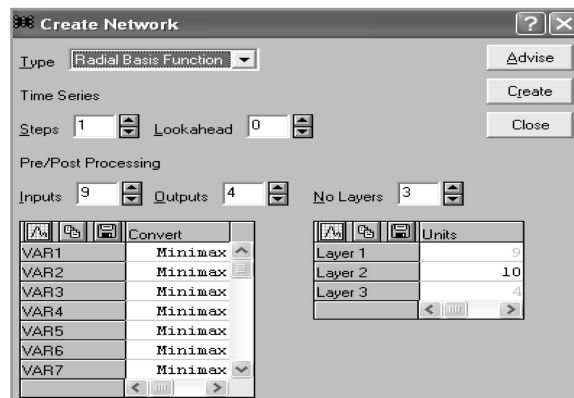 Create Network
Type Radial Basis Function
Advise
Time Series
Create
Steps 1 Lookahead 0
Close
Pre/Post Processing
Inputs 9 Outputs 4 No Layers 3
Convert
VAR1 Minimax
VAR2 Minimax
VAR3 Minimax
VAR4 Minimax
VAR5 Minimax
VAR6 Minimax
VAR7 Minimax
Units
Layer 1 9
Layer 2 10
Layer 3 4